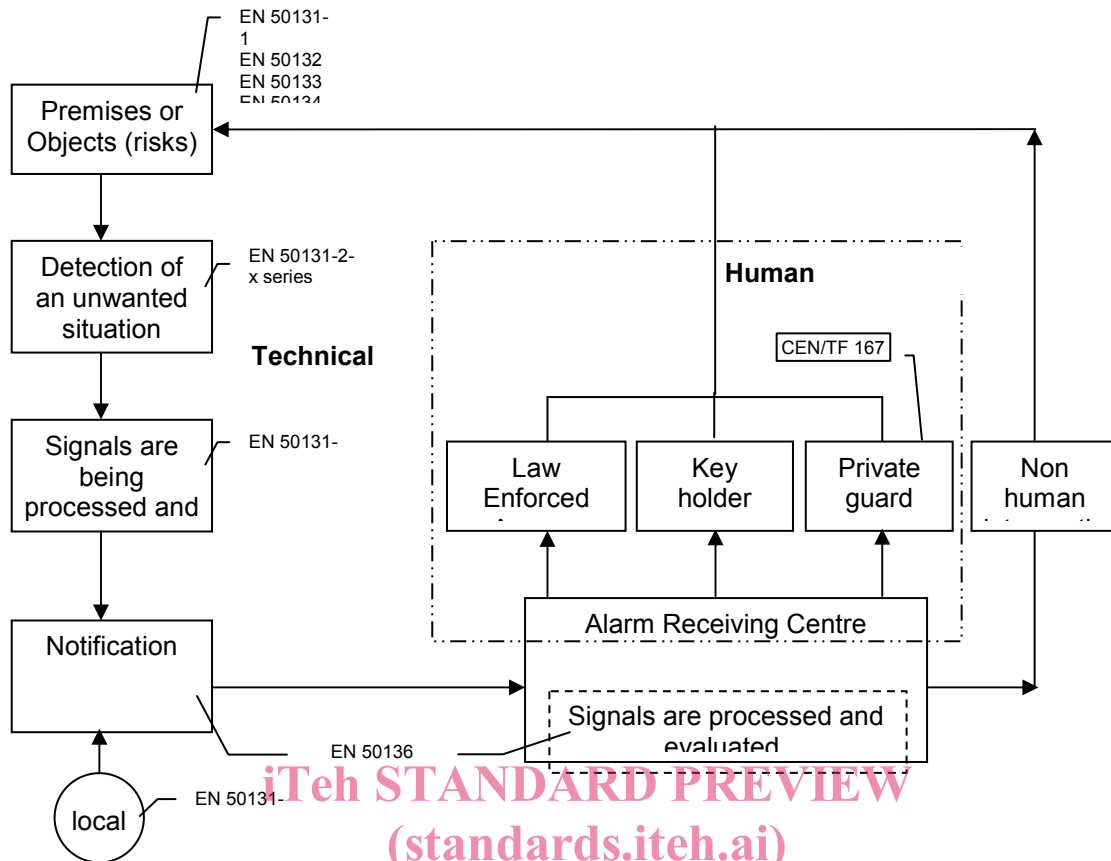 EN 50131-
1
EN 50132
EN 50133
EN 50134
Premises or
Objects (risks)
Detection of
an unwanted
situation
EN 50131-2-
x series
Technical
Human
CEN/TF 167
Signals are
being
processed and
EN 50131-
Law
Enforced
Key
holder
Private
guard
Non
human
Notification
Alarm Receiving Centre
Signals are processed and
evaluated
EN 50136
iTeh STANDARD PREVIEW
(standards.iteh.ai)
EN 50131-
local